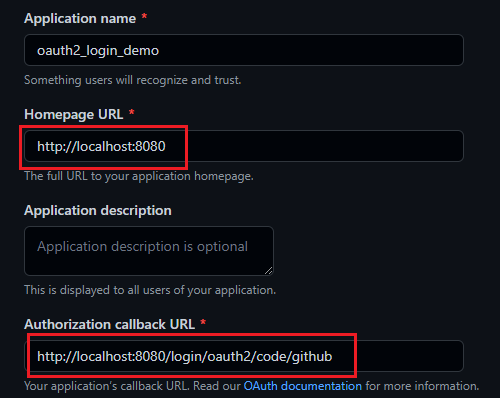 Application name *
oauth2_login_demo
Something users will recognize and trust.
Homepage URL *
http://localhost:8080
The full URL to your application homepage.
Application description
Application description is optional
This is displayed to all users of your application.
Authorization callback URL *
http://localhost:8080/login/oauth2/code/github
Your application's callback URL. Read our OAuth documentation for more information.